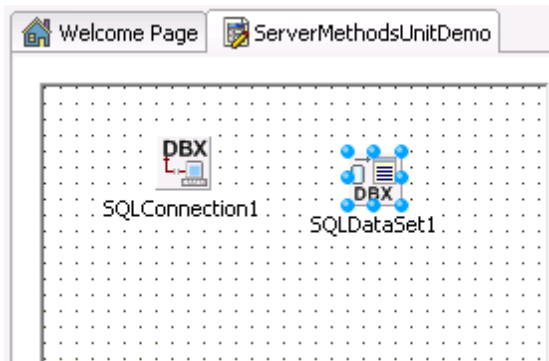 Welcome Page
ServerMethodsUnitDemo
DBX
SQLConnection1
DBX
SQLDataSet1